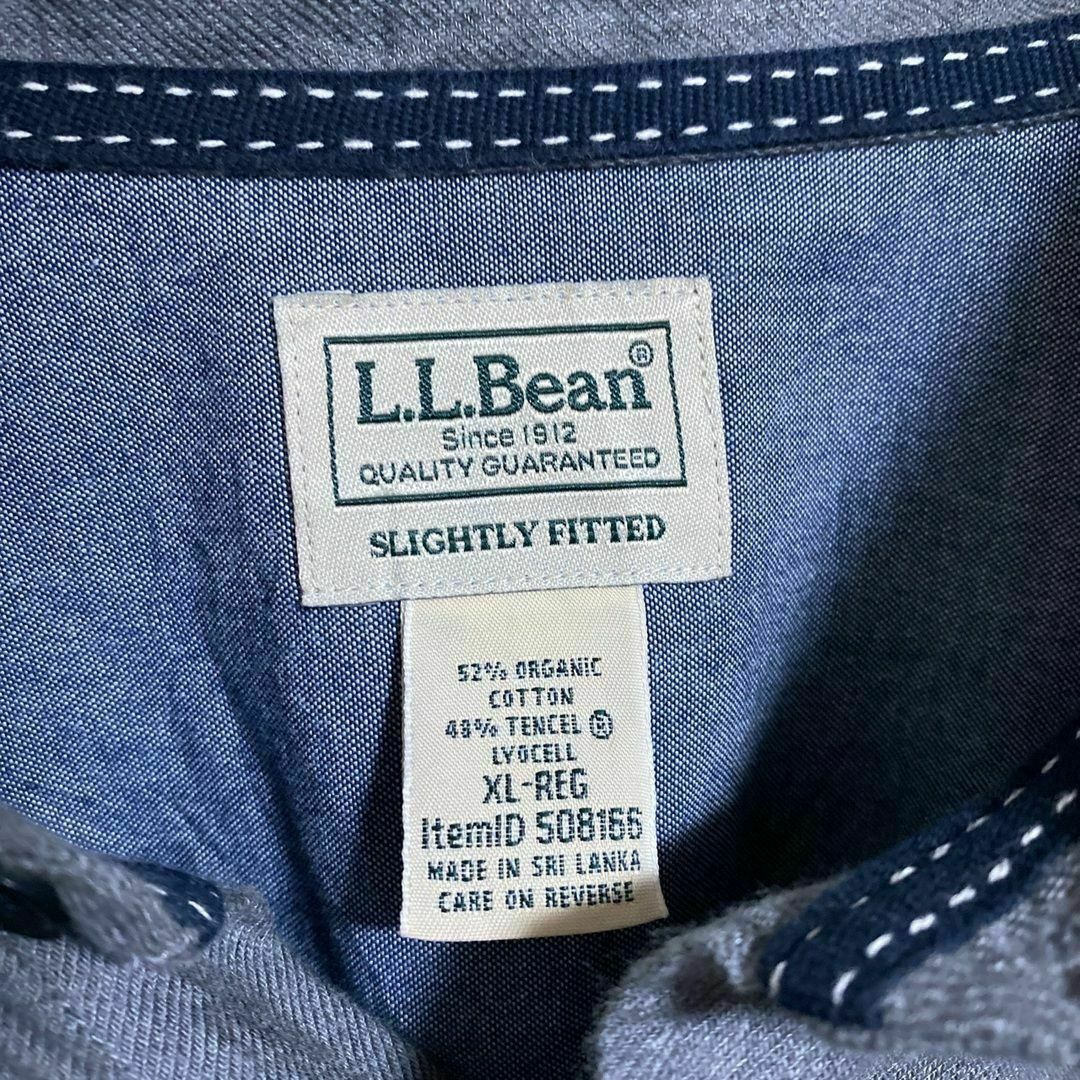 L.L.Bean®
Since 1912
QUALITY GUARANTEED
SLIGHTLY FITTED
52% ORGANIC
COTTON
48% TENCEL ®
LYOCELL
XL-REG
ItemID 508166
MADE IN SRI LANKA
CARE ON REVERSE